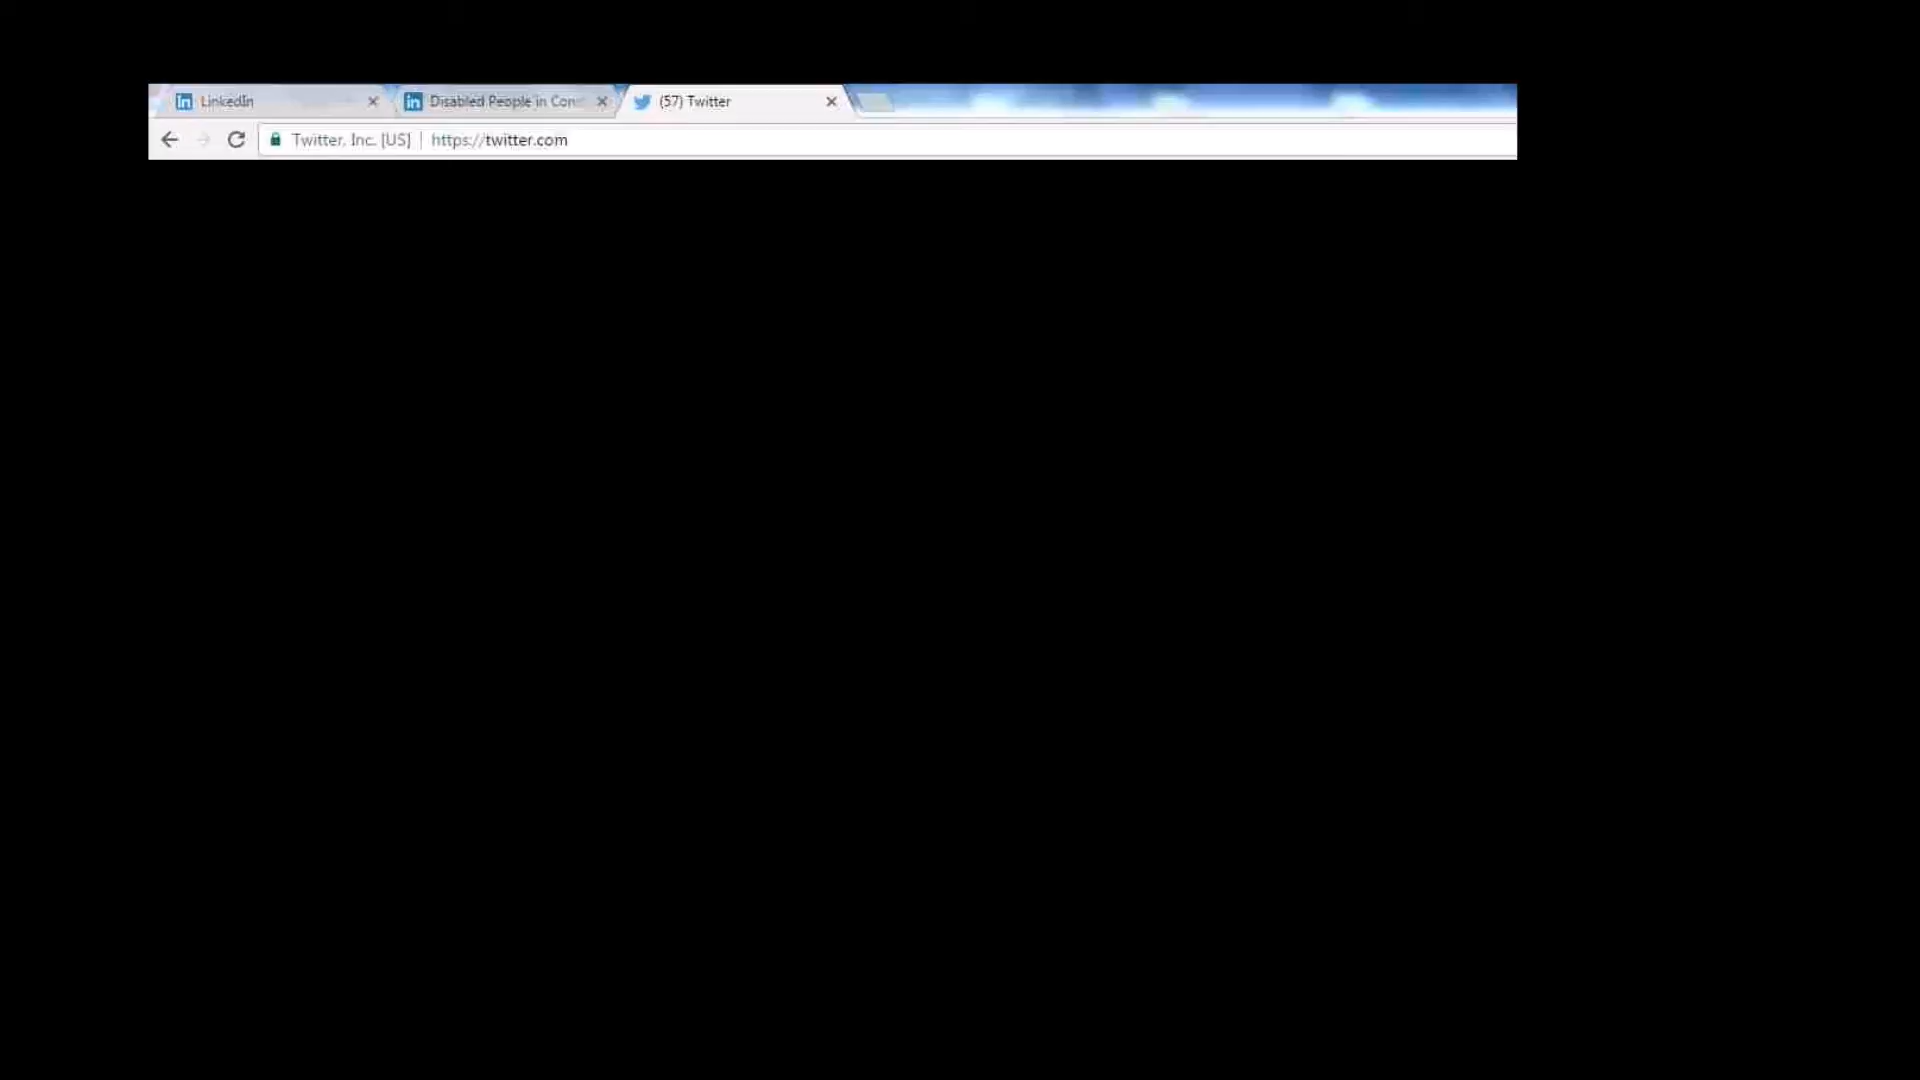 LinkedIn
Disabled People in Con
(57) Twitter
Twitter, Inc. [US] | https://twitter.com